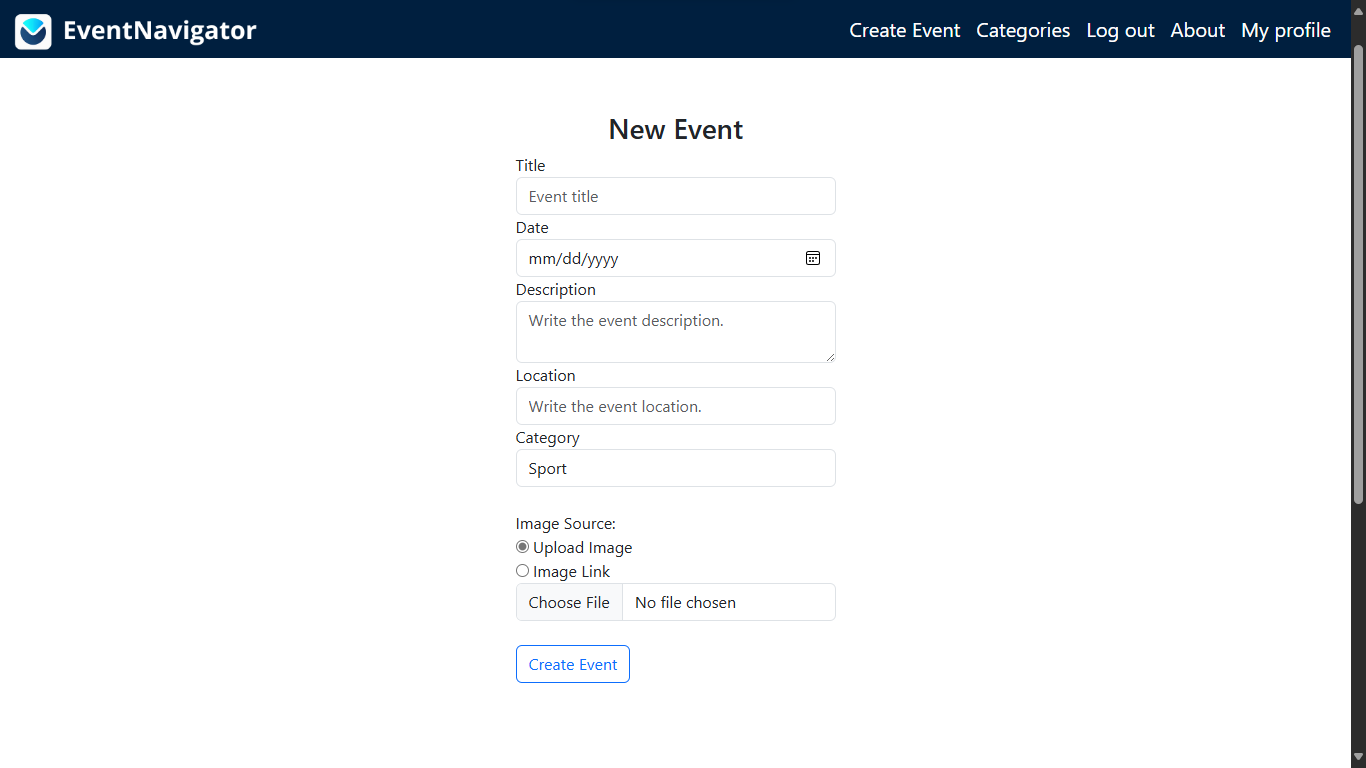 EventNavigator
Create Event Categories Log out About My profile
New Event
Title
Event title
Date
mm/dd/yyyy
Description
Write the event description.
Location
Write the event location.
Category
Sport
Image Source:
Upload Image
Image Link
Choose File No file chosen
Create Event